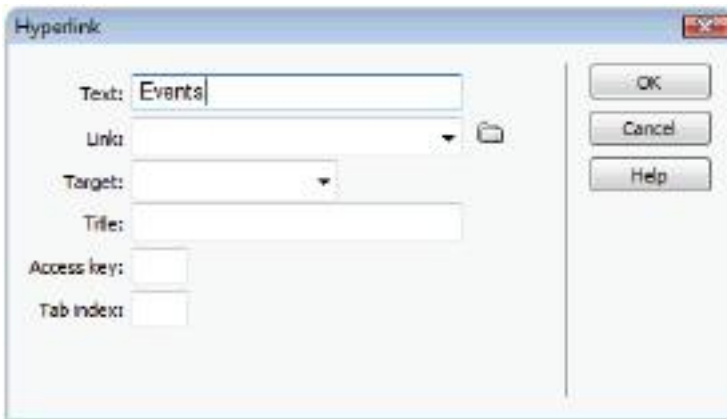 Hyperlink
Text: Events
OK
Link:
Cancel
Target:
Help
Title:
Access key:
Tab index: